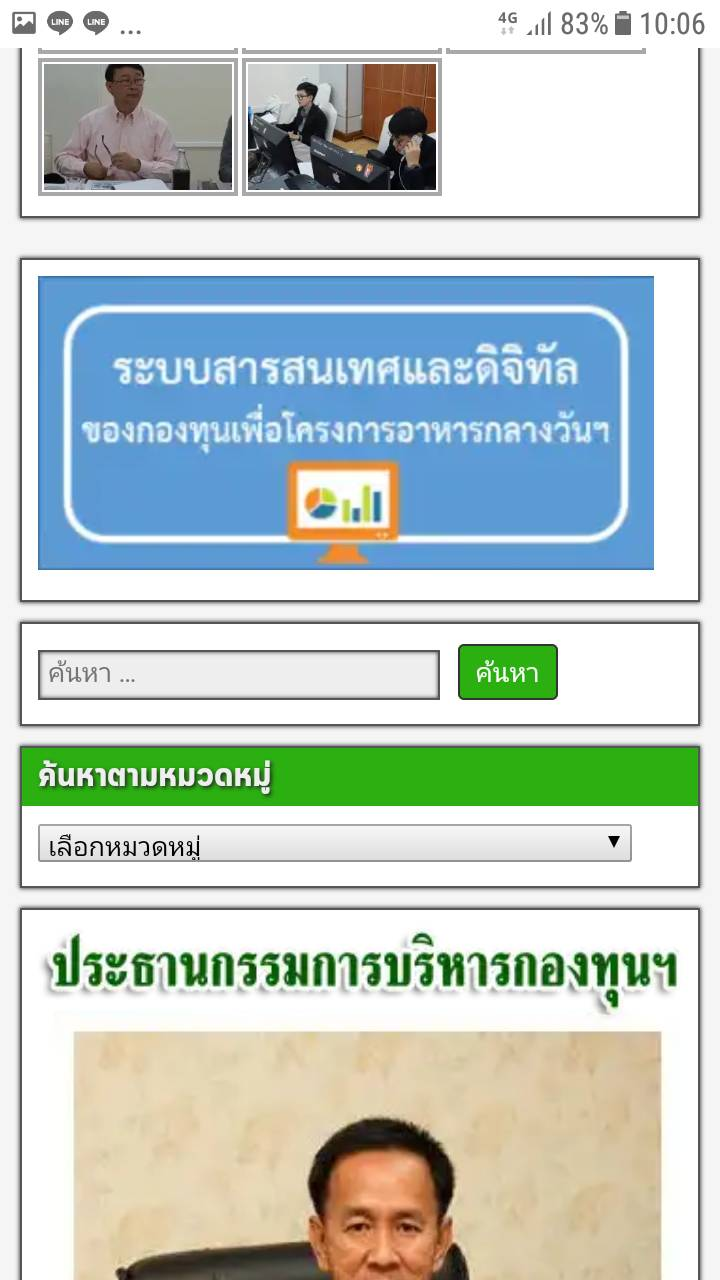 LINE LINE ... 4G 83% 10:06
ระบบสารสนเทศและดิจิทัล
ของกองทุนเพื่อโครงการอาหารกลางวันฯ
ค้นหา ... ค้นหา
ค้นหาตามหมวดหมู่
เลือกหมวดหมู่ ▼
ประธานกรรมการบริหารกองทุนฯ